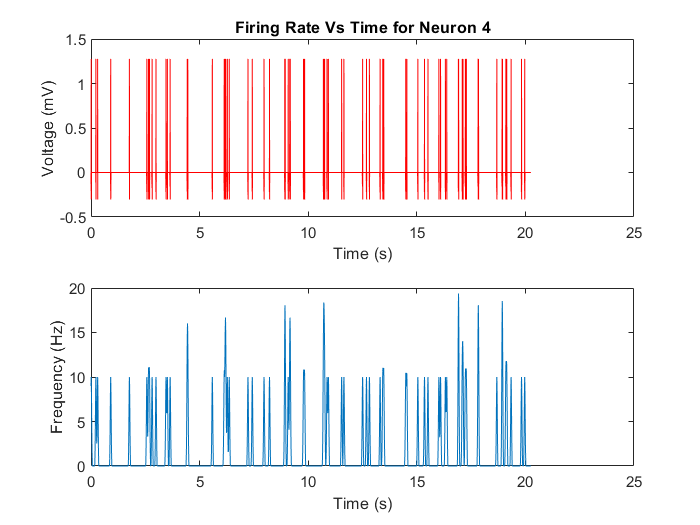 Firing Rate Vs Time for Neuron 4
1.5
1
0.5
0
-0.5
Voltage (mV)
0 5 10 15 20 25
Time (s)
20
15
10
5
0
Frequency (Hz)
0 5 10 15 20 25
Time (s)